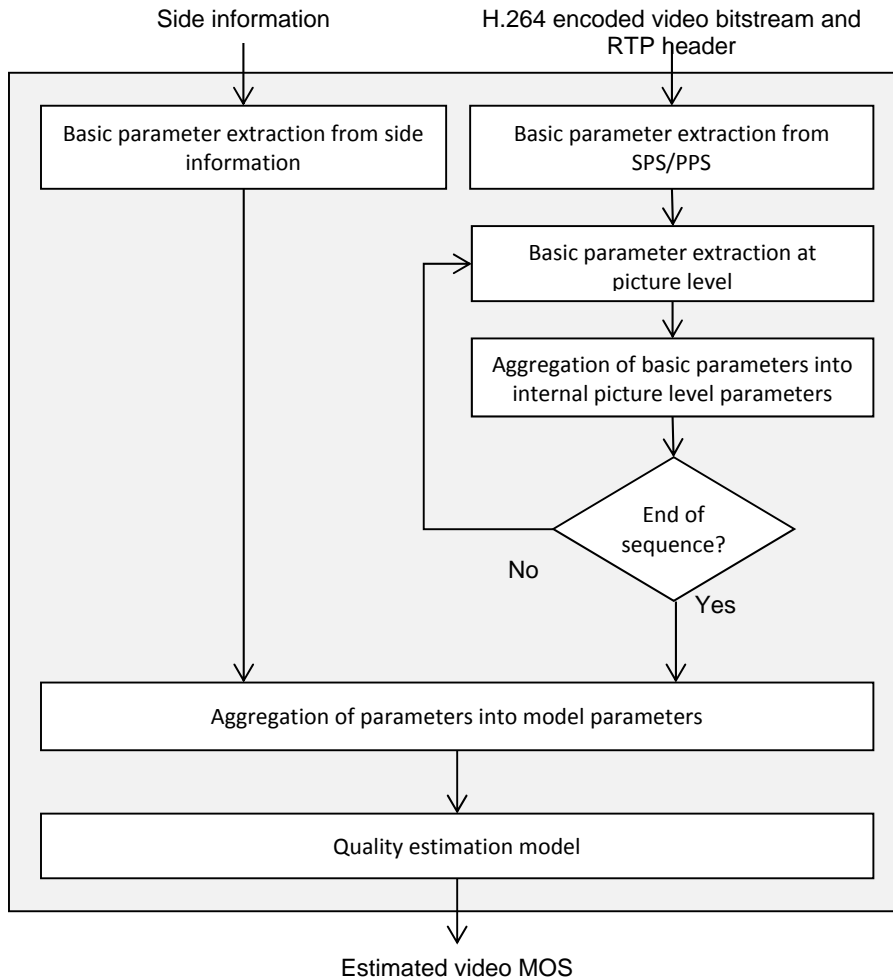 Side information
H.264 encoded video bitstream and
RTP header
Basic parameter extraction from side
information
Basic parameter extraction from
SPS/PPS
Basic parameter extraction at
picture level
Aggregation of basic parameters into
internal picture level parameters
End of
sequence?
No
Yes
Aggregation of parameters into model parameters
Quality estimation model
Estimated video MOS